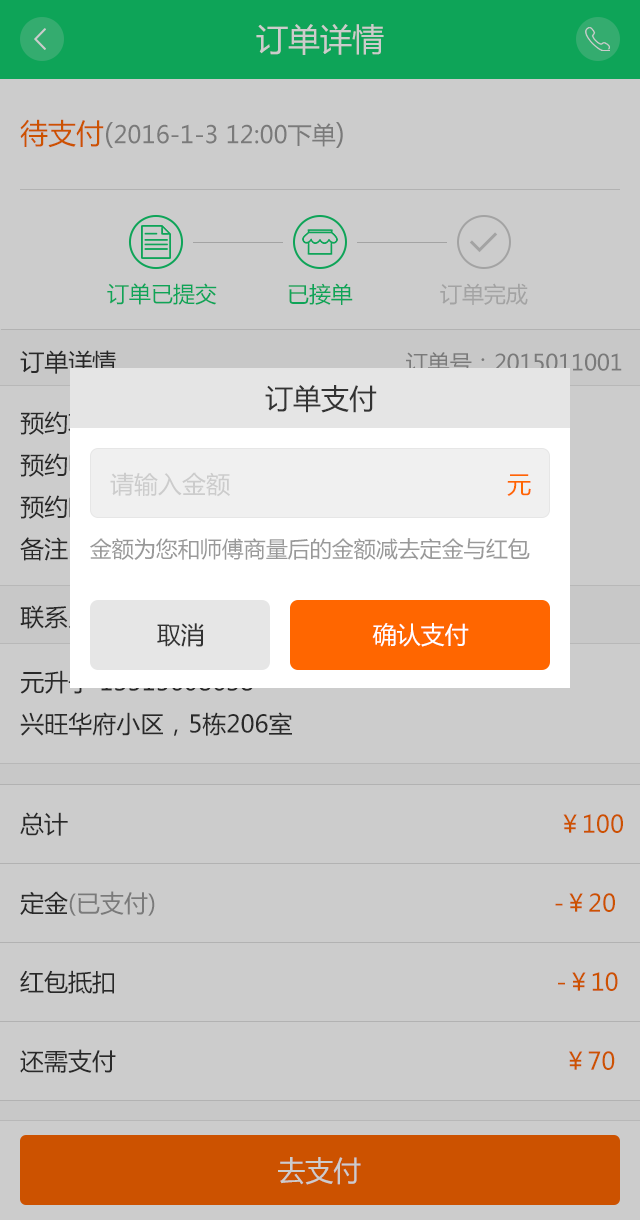 订单详情
待支付(2016-1-3 12:00下单)
订单已提交
已接单
订单完成
订单详情
订单号：2015011001
订单支付
请输入金额
元
金额为您和师傅商量后的金额减去定金与红包
取消
确认支付
预约
预约
预约
备注
联系
元升
兴旺华府小区，5栋206室
总计
¥100
定金(已支付)
-¥20
红包抵扣
-¥10
还需支付
¥70
去支付